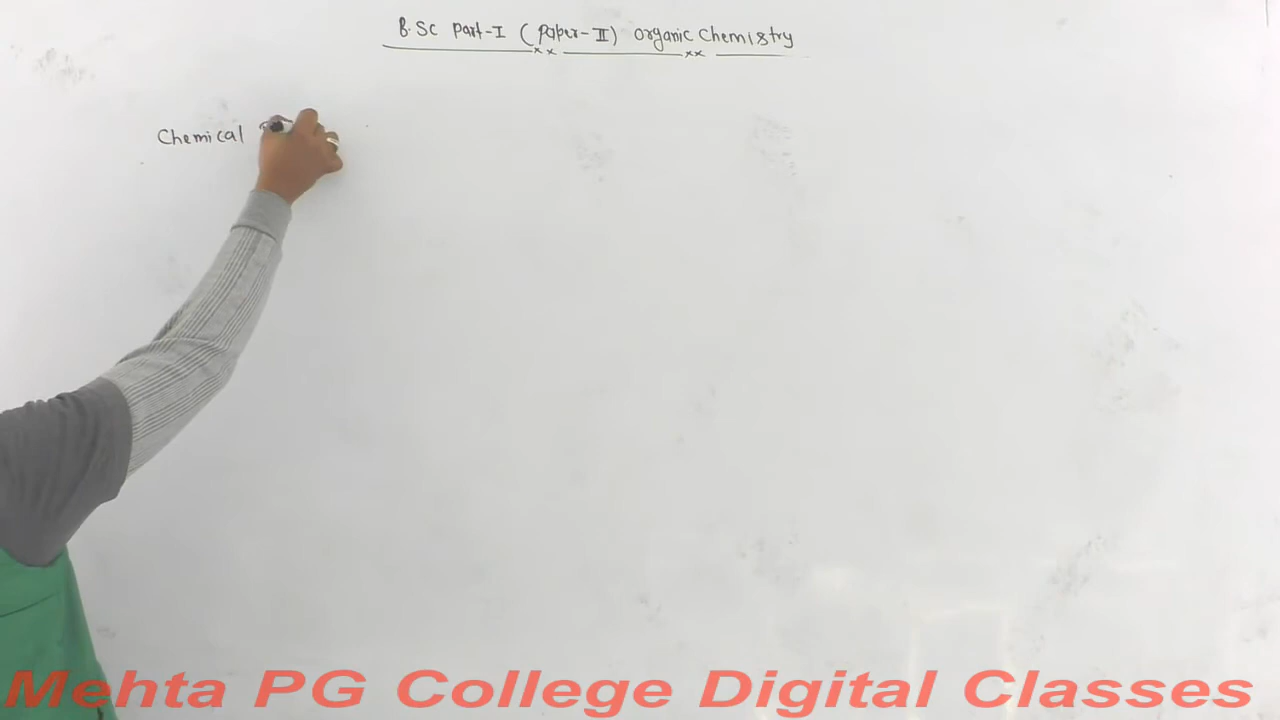 B.Sc Part-I (Paper-II) Organic Chemistry
Chemical
Mehta PG College Digital Classes